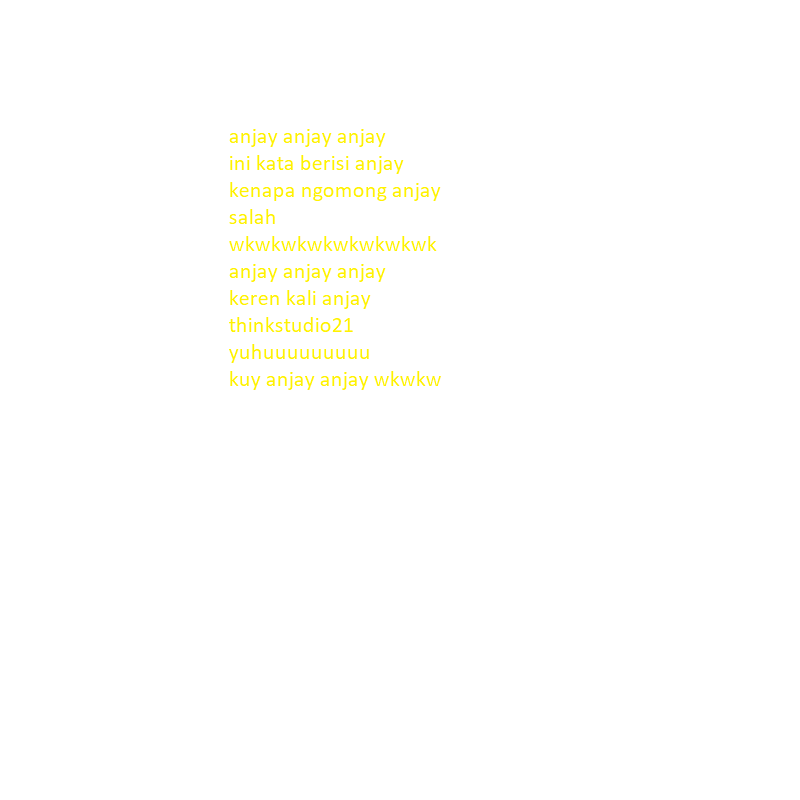 anjay anjay anjay
ini kata berisi anjay
kenapa ngomong anjay
salah
wkwkwkwkwkwkwkwk
anjay anjay anjay
keren kali anjay
thinkstudio21
yuhuuuuuuuuu
kuy anjay anjay wkwkw